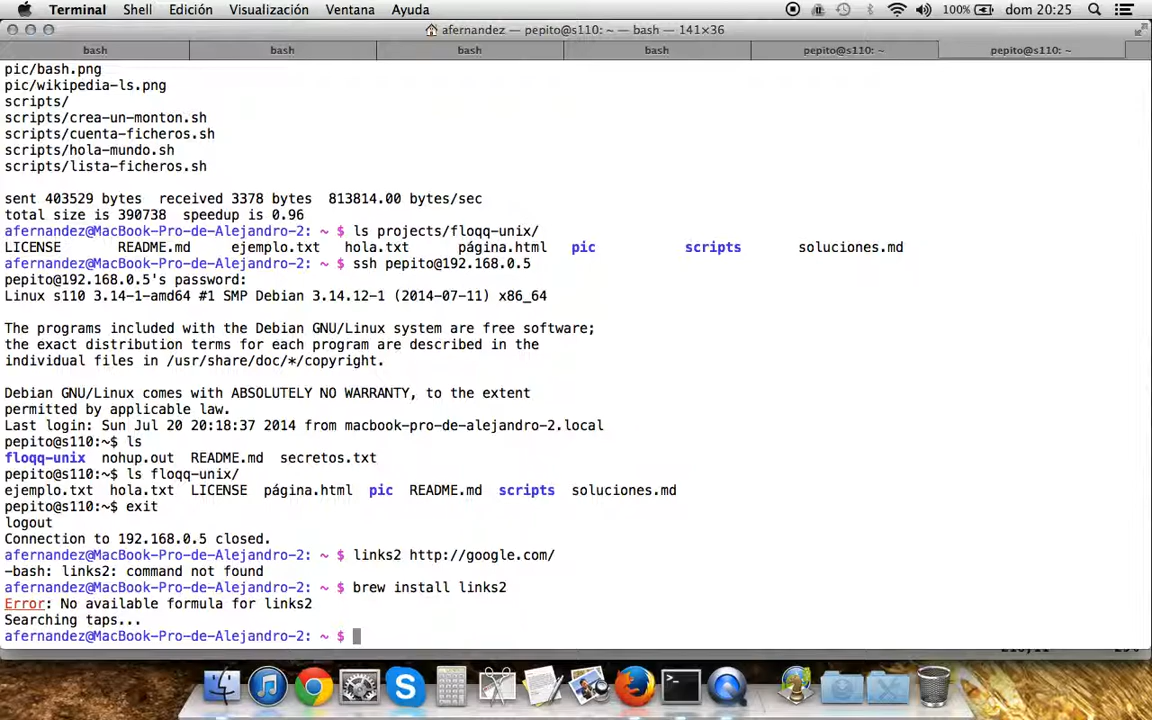 Terminal Shell Edición Visualización Ventana Ayuda 100% dom 20:25
afernandez — pepito@s110: ~ — bash — 141×36
bash bash bash bash pepito@s110: ~ pepito@s110: ~
pic/bash.png
pic/wikipedia-ls.png
scripts/
scripts/crea-un-monton.sh
scripts/cuenta-ficheros.sh
scripts/hola-mundo.sh
scripts/lista-ficheros.sh
sent 403529 bytes  received 3378 bytes  813814.00 bytes/sec
total size is 390738  speedup is 0.96
afernandez@MacBook-Pro-de-Alejandro-2: ~ $ ls projects/floqq-unix/
LICENSE README.md ejemplo.txt hola.txt página.html pic scripts soluciones.md
afernandez@MacBook-Pro-de-Alejandro-2: ~ $ ssh pepito@192.168.0.5
pepito@192.168.0.5's password:
Linux s110 3.14-1-amd64 #1 SMP Debian 3.14.12-1 (2014-07-11) x86_64
The programs included with the Debian GNU/Linux system are free software;
the exact distribution terms for each program are described in the
individual files in /usr/share/doc/*/copyright.
Debian GNU/Linux comes with ABSOLUTELY NO WARRANTY, to the extent
permitted by applicable law.
Last login: Sun Jul 20 20:18:37 2014 from macbook-pro-de-alejandro-2.local
pepito@s110:~$ ls
floqq-unix nohup.out README.md secretos.txt
pepito@s110:~$ ls floqq-unix/
ejemplo.txt hola.txt LICENSE página.html pic README.md scripts soluciones.md
pepito@s110:~$ exit
logout
Connection to 192.168.0.5 closed.
afernandez@MacBook-Pro-de-Alejandro-2: ~ $ links2 http://google.com/
-bash: links2: command not found
afernandez@MacBook-Pro-de-Alejandro-2: ~ $ brew install links2
Error: No available formula for links2
Searching taps...
afernandez@MacBook-Pro-de-Alejandro-2: ~ $